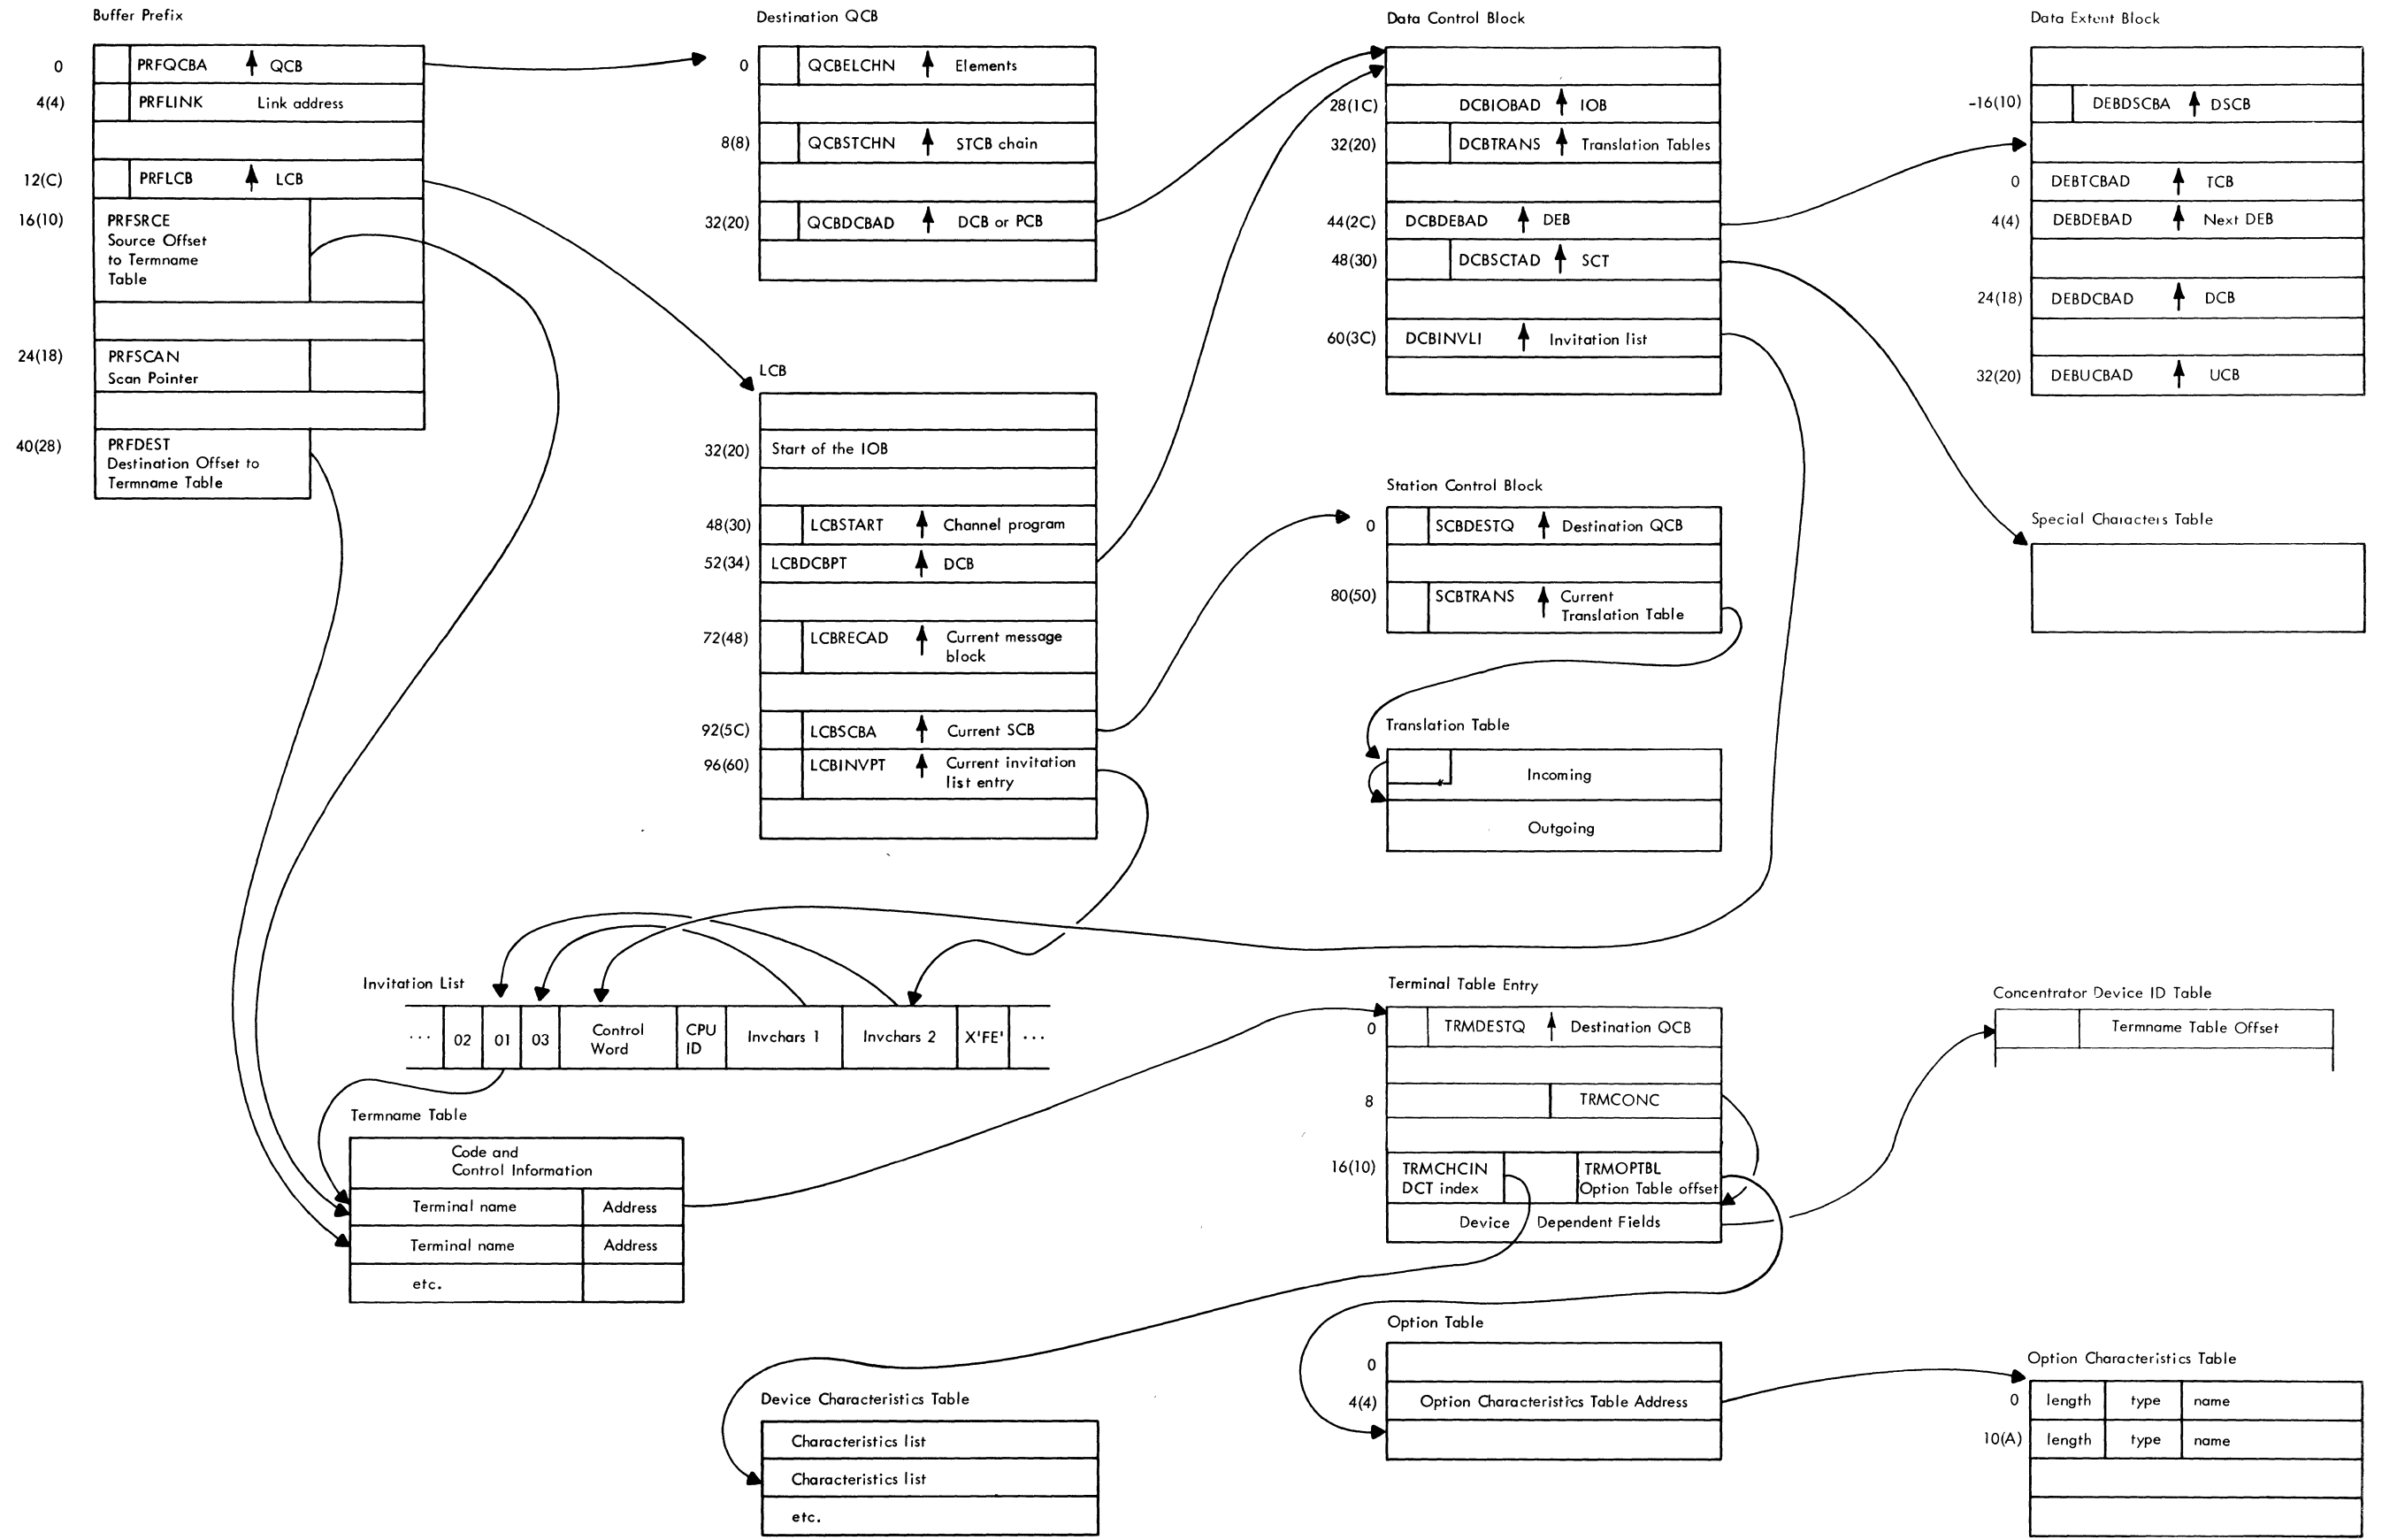 Buffer Prefix
0 PRFQCBA QCB
4(4) PRFLINK Link address
12(C) PRFLCB LCB
16(10) PRFSRCE
Source Offset
to Termname
Table
24(18) PRFSCAN
Scan Pointer
40(28) PRFDEST
Destination Offset to
Termname Table
Destination QCB
0 QCBELCHN Elements
8(8) QCBSTCHN STCB chain
32(20) QCBDCBAD DCB or PCB
LCB
32(20) Start of the IOB
48(30) LCBSTART Channel program
52(34) LCBDCBPT DCB
72(48) LCBRECAD Current message
block
92(5C) LCBSCBA Current SCB
96(60) LCBINVPT Current invitation
list entry
Data Control Block
28(1C) DCBIOBAD IOB
32(20) DCBTRANS Translation Tables
44(2C) DCBDEBAD DEB
48(30) DCBSCTAD SCT
60(3C) DCBINVLI Invitation list
Station Control Block
0 SCBDESTQ Destination QCB
80(50) SCBTRANS Current
Translation Table
Translation Table
Incoming
Outgoing
Data Extent Block
-16(10) DEBDSCBA DSCB
0 DEBTCBAD TCB
4(4) DEBDEBAD Next DEB
24(18) DEBDCBAD DCB
32(20) DEBUCBAD UCB
Special Characters Table
Invitation List
... 02 01 03 Control Word CPU ID Invchars 1 Invchars 2 X'FE' ...
Termname Table
Code and
Control Information
Terminal name Address
Terminal name Address
etc.
Terminal Table Entry
0 TRMDESTQ Destination QCB
8 TRMCONC
16(10) TRMCHCIN TRMOPTBL
DCT index Option Table offset
Device Dependent Fields
Concentrator Device ID Table
Termname Table Offset
Option Table
0
4(4) Option Characteristics Table Address
Device Characteristics Table
Characteristics list
Characteristics list
etc.
Option Characteristics Table
0 length type name
10(A) length type name